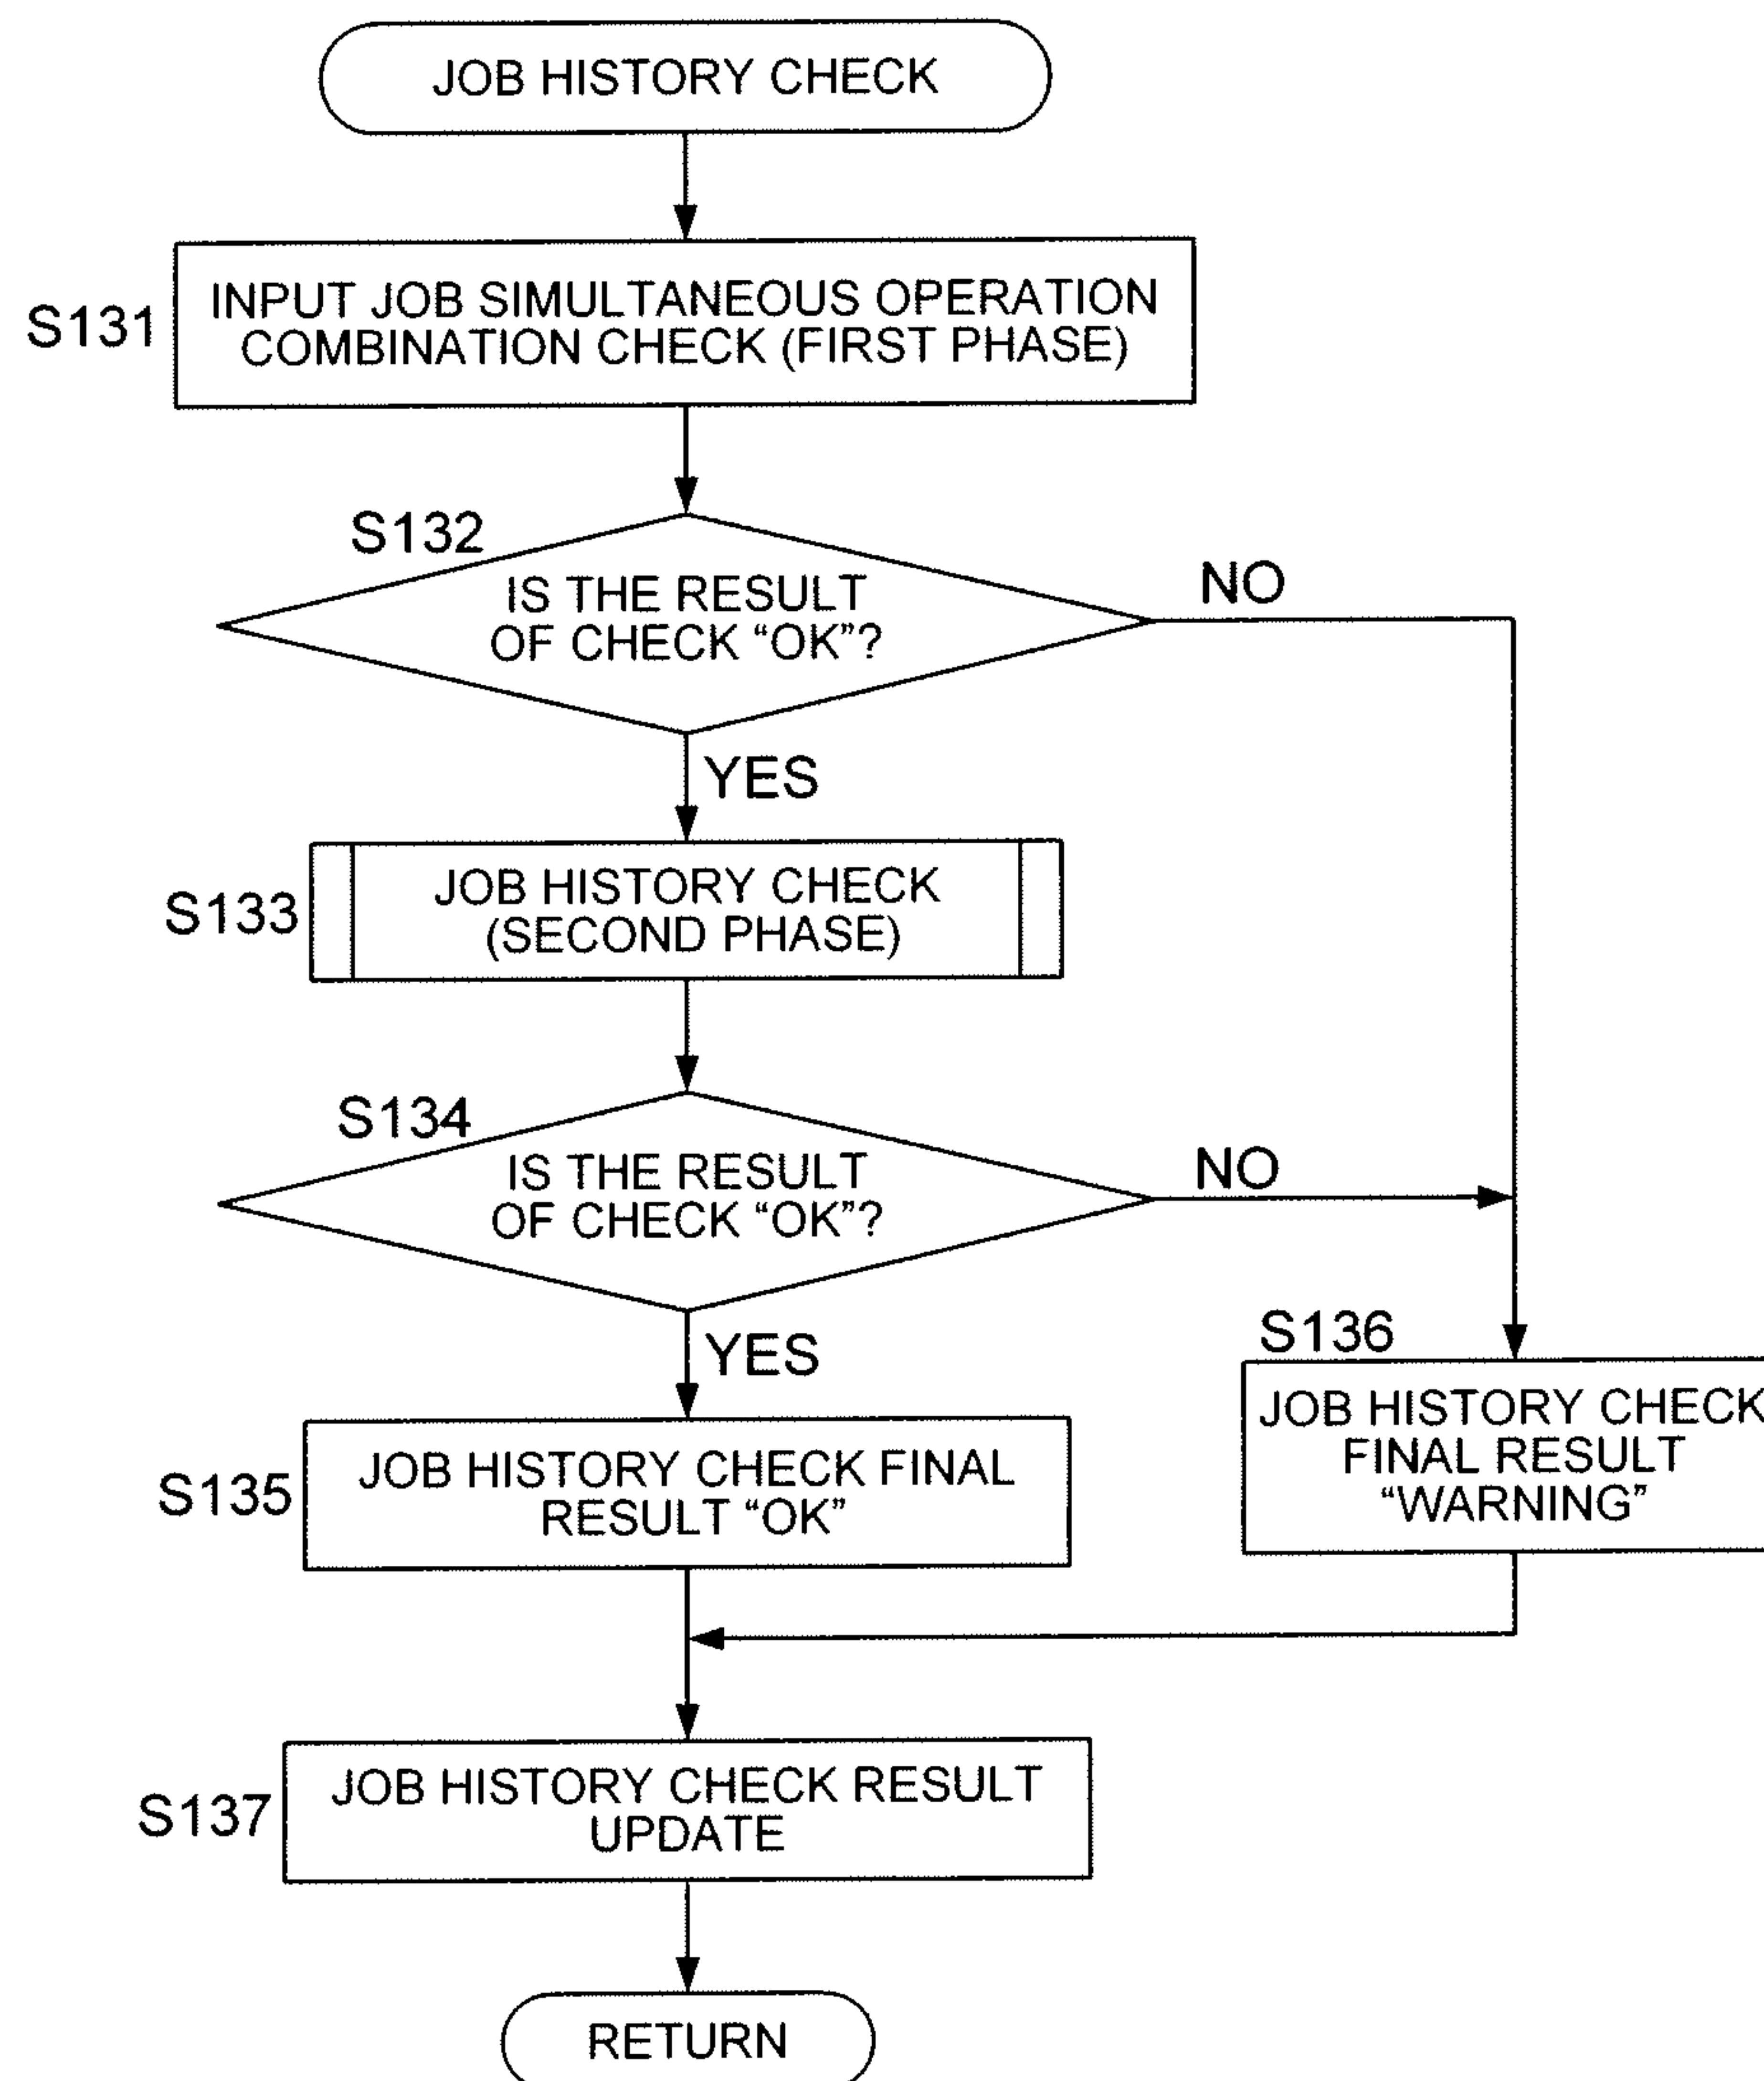 JOB HISTORY CHECK
S131
INPUT JOB SIMULTANEOUS OPERATION
COMBINATION CHECK (FIRST PHASE)
S132
IS THE RESULT
OF CHECK “OK”?
NO
YES
S133
JOB HISTORY CHECK
(SECOND PHASE)
S134
IS THE RESULT
OF CHECK “OK”?
NO
YES
S135
JOB HISTORY CHECK FINAL
RESULT “OK”
S136
JOB HISTORY CHECK
FINAL RESULT
“WARNING”
S137
JOB HISTORY CHECK RESULT
UPDATE
RETURN